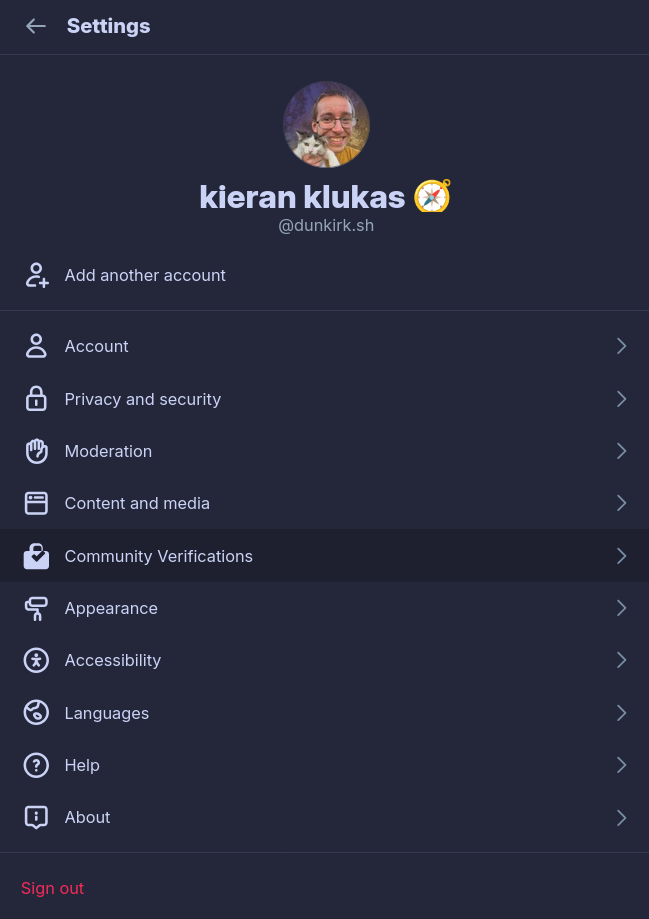 Settings
kieran klukas 🧭
@dunkirk.sh
Add another account
Account
Privacy and security
Moderation
Content and media
Community Verifications
Appearance
Accessibility
Languages
Help
About
Sign out